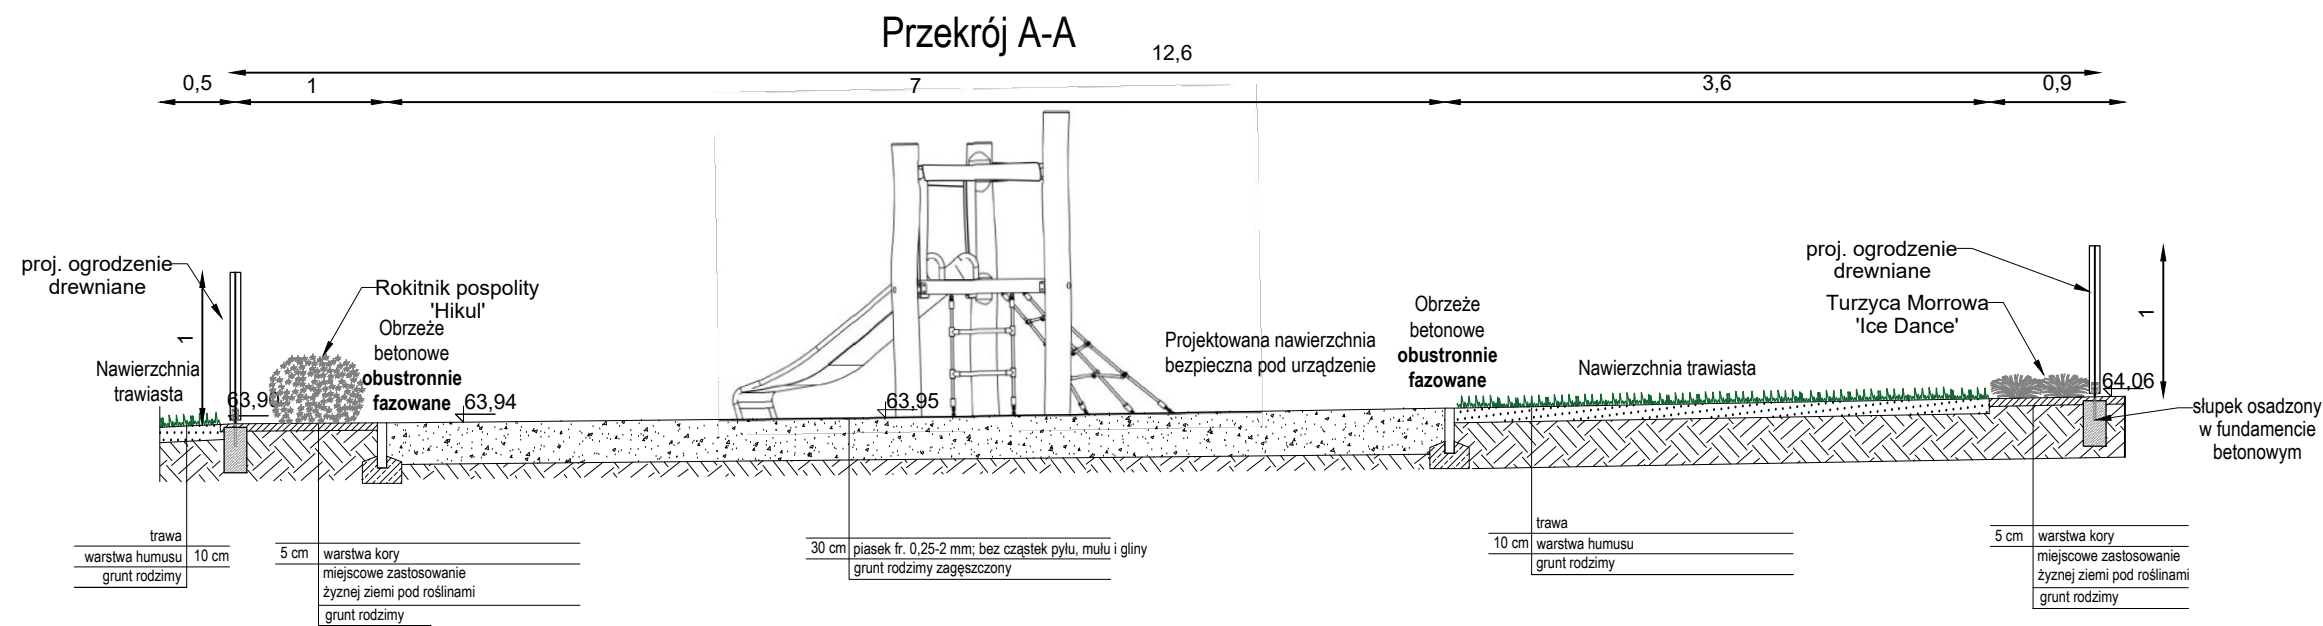 Przekrój A-A
12,6
0,5
1
7
3,6
0,9
proj. ogrodzenie
drewniane
1
Nawierzchnia
trawiasta
63,90
Rokitnik pospolity
'Hikul'
Obrzeże
betonowe
obustronnie
fazowane
63,94
63,95
Projektowana nawierzchnia
bezpieczna pod urządzenie
Obrzeże
betonowe
obustronnie
fazowane
Nawierzchnia trawiasta
proj. ogrodzenie
drewniane
Turzyca Morrowa
'Ice Dance'
1
64,06
słupek osadzony
w fundamencie
betonowym
trawa
warstwa humusu 10 cm
grunt rodzimy
5 cm warstwa kory
miejscowe zastosowanie
żyznej ziemi pod roślinami
grunt rodzimy
30 cm piasek fr. 0,25-2 mm; bez cząstek pyłu, mułu i gliny
grunt rodzimy zagęszczony
trawa
10 cm warstwa humusu
grunt rodzimy
5 cm warstwa kory
miejscowe zastosowanie
żyznej ziemi pod roślinami
grunt rodzimy